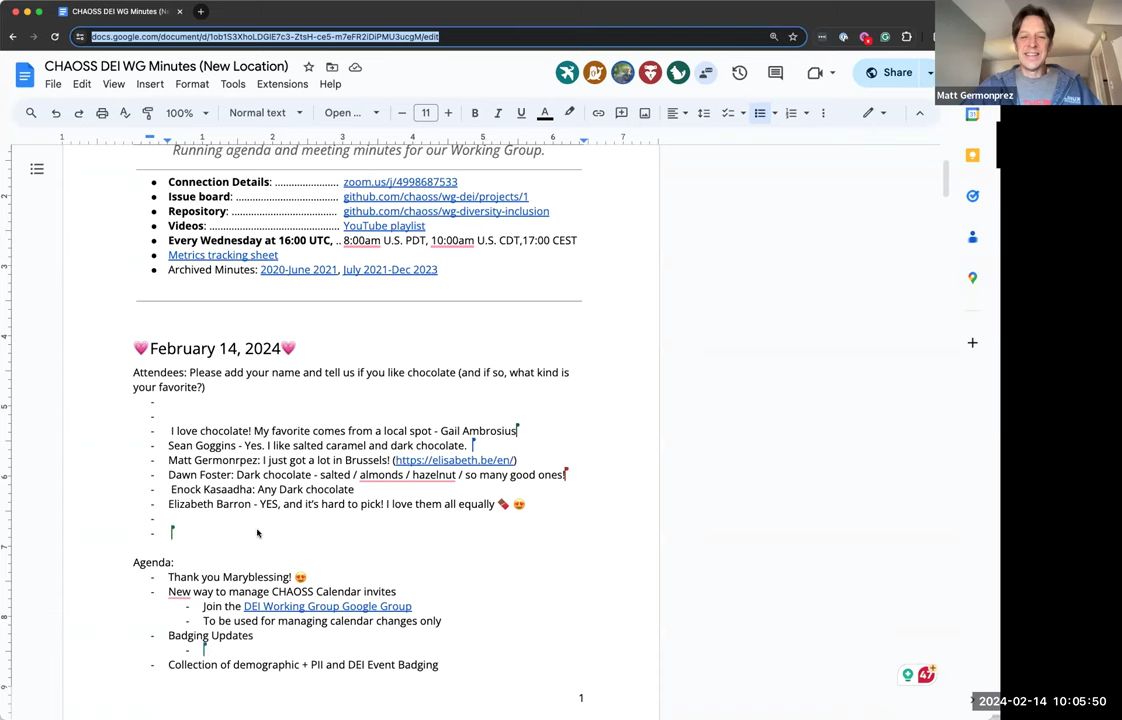 CHAOSS DEI WG Minutes (N
docs.google.com/document/d/1ob1S3XhoLDGlE7c3-ZtsH-ce5-m7eFR2iDiPMU3ucgM/edit
CHAOSS DEI WG Minutes (New Location)
File Edit View Insert Format Tools Extensions Help
Share
Matt Germonprez
100% Normal text Open ... 11
Running agenda and meeting minutes for our Working Group.
● Connection Details: ...................... zoom.us/j/4998687533
● Issue board: ................................... github.com/chaoss/wg-dei/projects/1
● Repository: ..................................... github.com/chaoss/wg-diversity-inclusion
● Videos: ........................................... YouTube playlist
● Every Wednesday at 16:00 UTC, .. 8:00am U.S. PDT, 10:00am U.S. CDT,17:00 CEST
● Metrics tracking sheet
● Archived Minutes: 2020-June 2021, July 2021-Dec 2023
💗February 14, 2024💗
Attendees: Please add your name and tell us if you like chocolate (and if so, what kind is
your favorite?)
-
-
- I love chocolate! My favorite comes from a local spot - Gail Ambrosius
- Sean Goggins - Yes. I like salted caramel and dark chocolate.
- Matt Germonrpez: I just got a lot in Brussels! (https://elisabeth.be/en/)
- Dawn Foster: Dark chocolate - salted / almonds / hazelnut / so many good ones!
- Enock Kasaadha: Any Dark chocolate
- Elizabeth Barron - YES, and it's hard to pick! I love them all equally 🍫 😍
-
-
Agenda:
- Thank you Maryblessing! 😍
- New way to manage CHAOSS Calendar invites
- Join the DEI Working Group Google Group
- To be used for managing calendar changes only
- Badging Updates
-
- Collection of demographic + PII and DEI Event Badging
1
47
2024-02-14 10:05:50